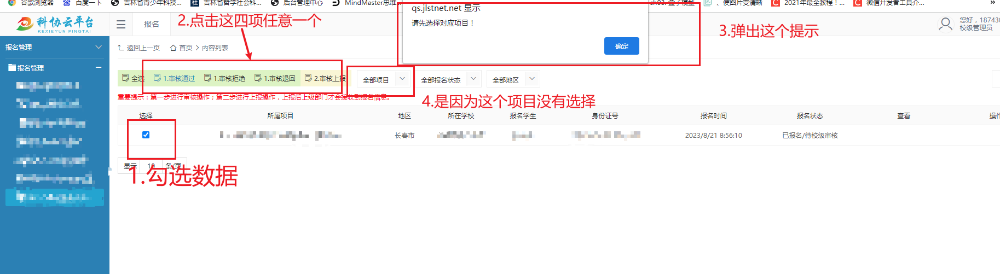 谷歌浏览器 百度一下 吉林省青少年科技... 吉林省哲学社会科... 后台管理中心 MindMaster思维... ch03. 盒子模型 、使图片变清晰 2021年最全教程！... 微信开发者工具介... »
qs.jlstnet.net 显示
请先选择对应项目！
确定
科协云平台
KEXIEYUN PINGTAI
报名
2.点击这四项任意一个
3.弹出这个提示
您好，18743
校级管理员
报名管理
返回上一页 首页 > 内容列表
报名管理
全选 1.审核通过 1.审核拒绝 1.审核退回 2.审核上报 全部项目 全部报名状态 全部地区
重要提示：第一步进行审核操作；第二步进行上报操作，上报后上级部门才会接收到报名信息。
4.是因为这个项目没有选择
选择 所属项目 地区 所在学校 报名学生 身份证号 报名时间 报名状态 查看 操作
长春市 2023/8/21 8:56:10 已报名/待校级审核
显示 10 条/页
1.勾选数据